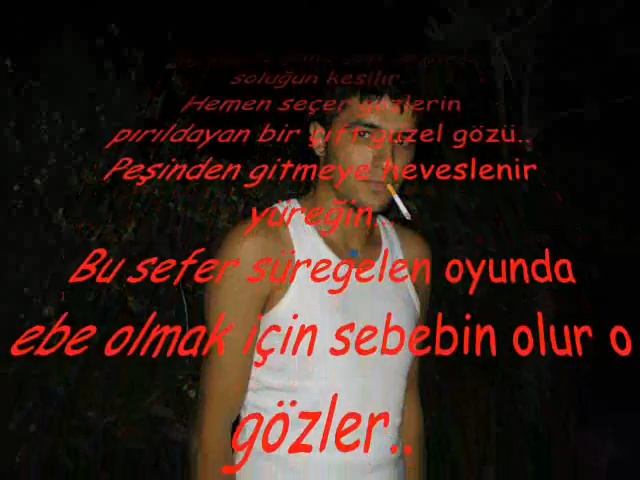 soluğun kesilir
Hemen seçer gözlerin
pırıldayan bir çift güzel gözü..
Peşinden gitmeye heveslenir
yüreğin..
Bu sefer süregelen oyunda
ebe olmak için sebebin olur o
gözler..